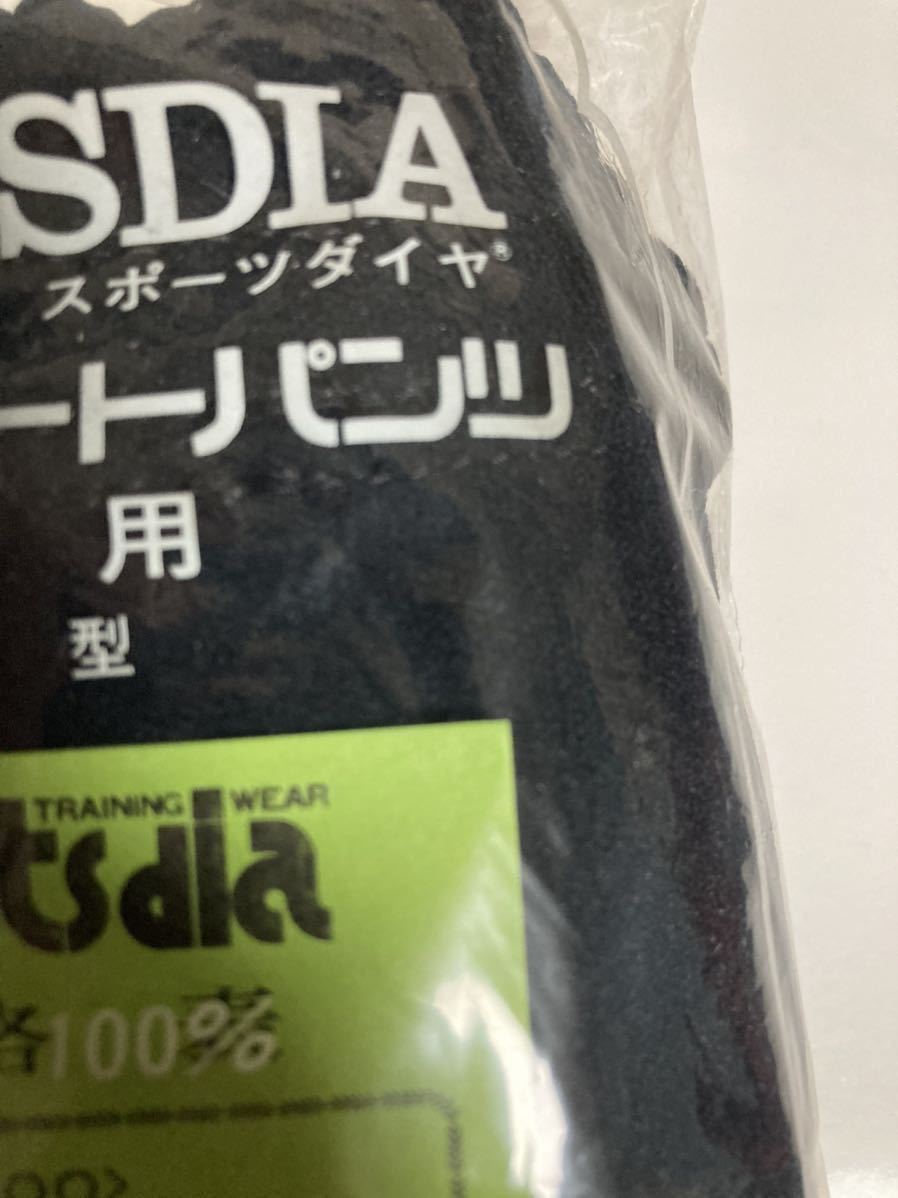 SDIA
スポーツダイヤ®
ートパンツ
用
型
TRAINING WEAR
tsdia
100%